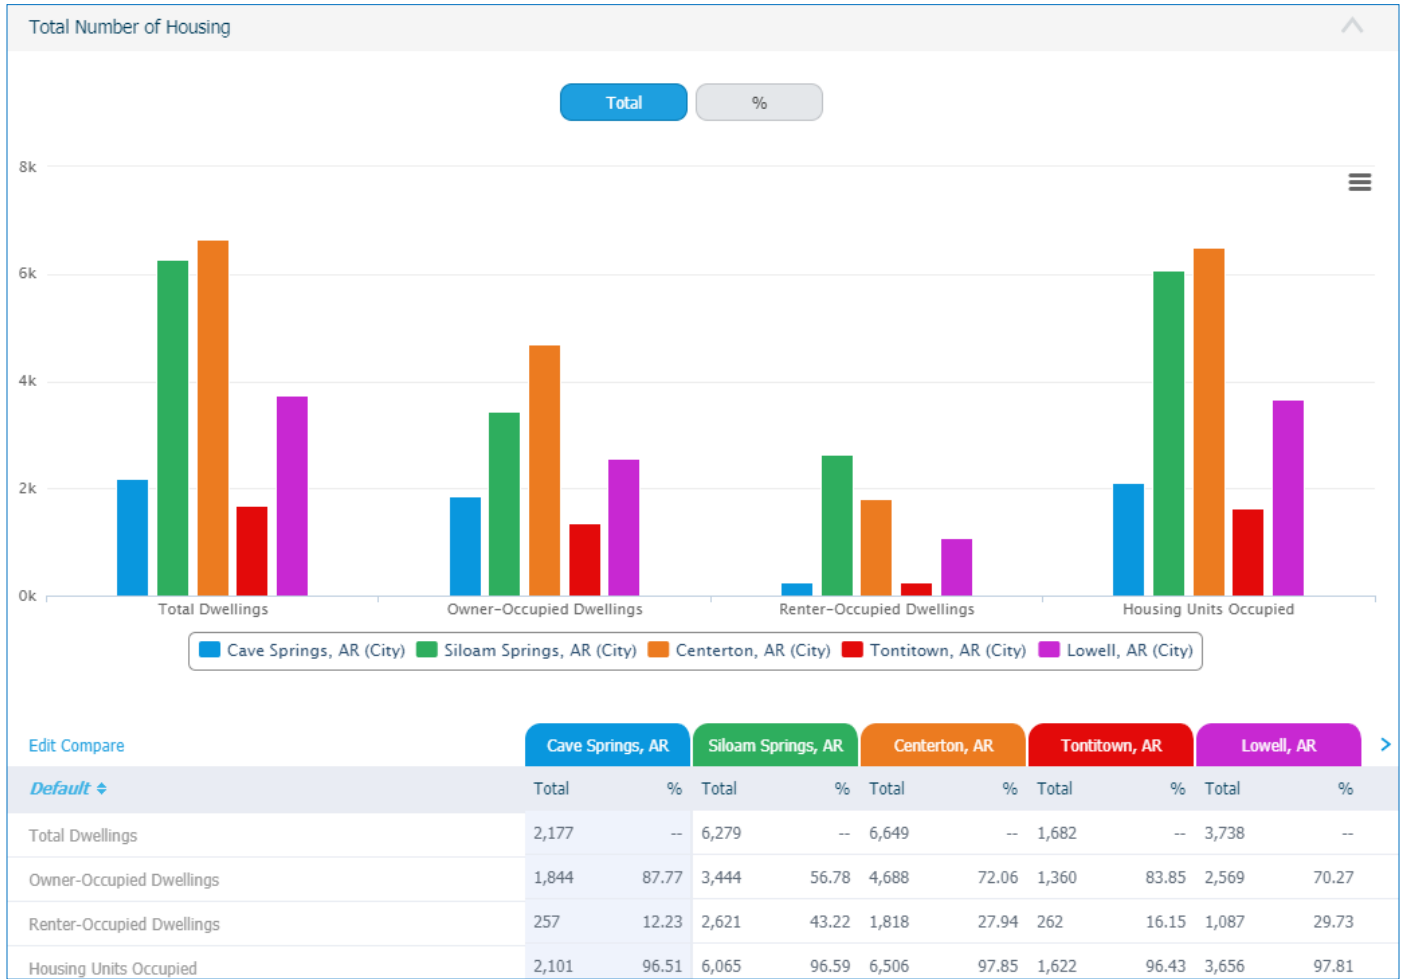 Total Number of Housing
Total %
8k
6k
4k
2k
0k
Total Dwellings Owner-Occupied Dwellings Renter-Occupied Dwellings Housing Units Occupied
Cave Springs, AR (City) Siloam Springs, AR (City) Centerton, AR (City) Tontitown, AR (City) Lowell, AR (City)
Edit Compare Cave Springs, AR Siloam Springs, AR Centerton, AR Tontitown, AR Lowell, AR >
Default Total % Total % Total % Total % Total %
Total Dwellings 2,177 -- 6,279 -- 6,649 -- 1,682 -- 3,738 --
Owner-Occupied Dwellings 1,844 87.77 3,444 56.78 4,688 72.06 1,360 83.85 2,569 70.27
Renter-Occupied Dwellings 257 12.23 2,621 43.22 1,818 27.94 262 16.15 1,087 29.73
Housing Units Occupied 2,101 96.51 6,065 96.59 6,506 97.85 1,622 96.43 3,656 97.81